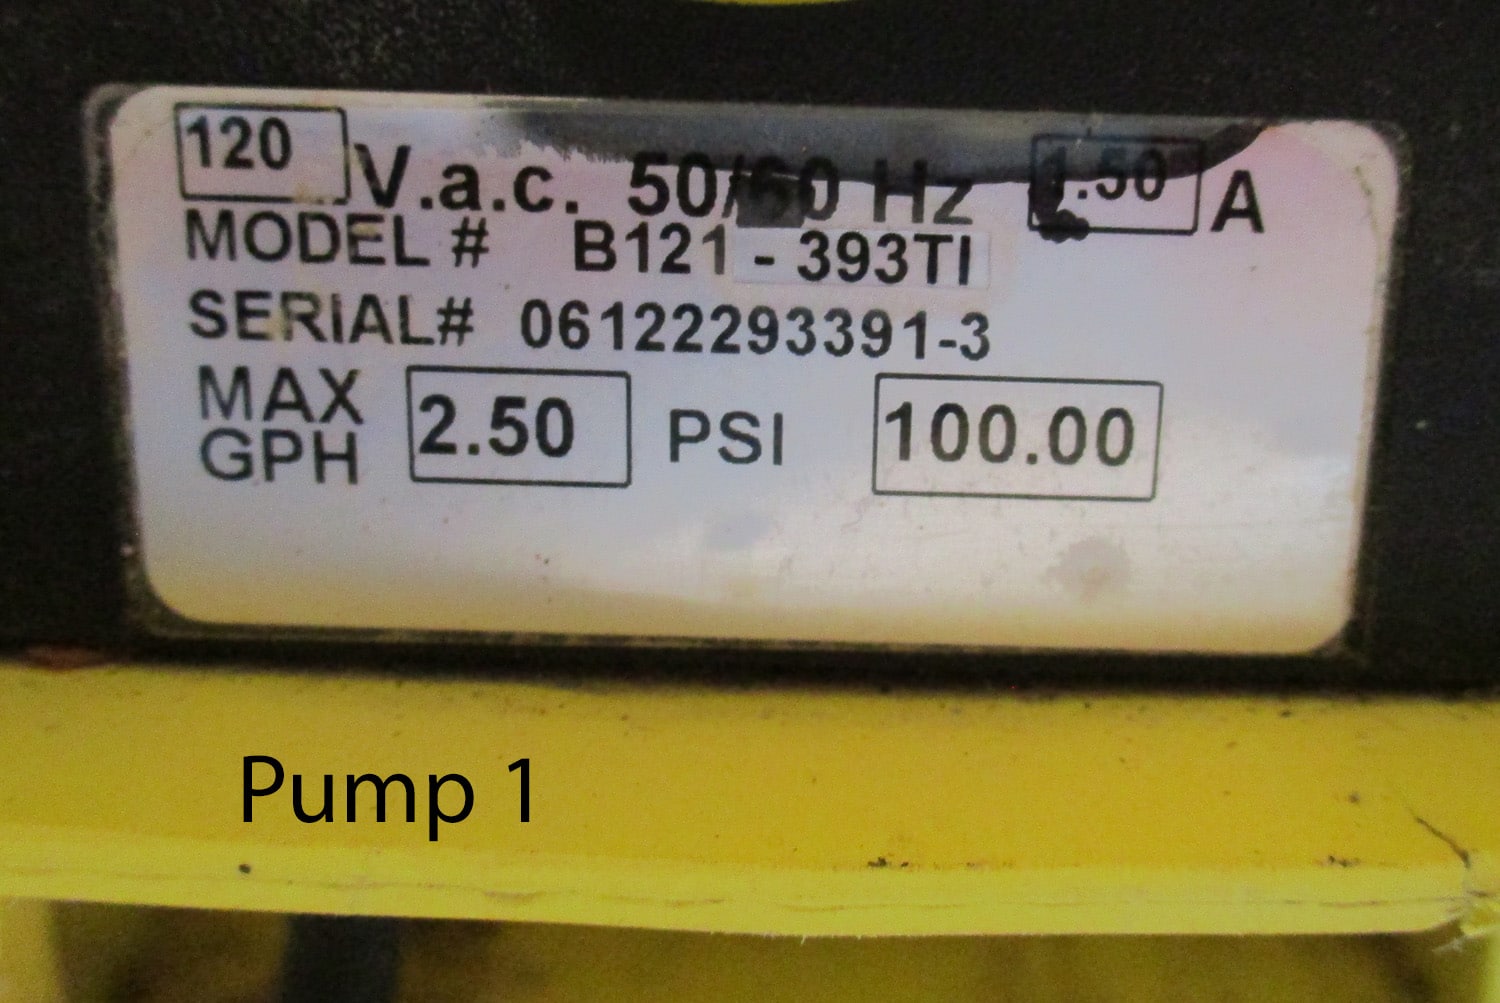 120 V.a.c. 50/60 Hz 1.50 A
MODEL # B121 - 393TI
SERIAL# 06122293391-3
MAX GPH 2.50 PSI 100.00
Pump 1